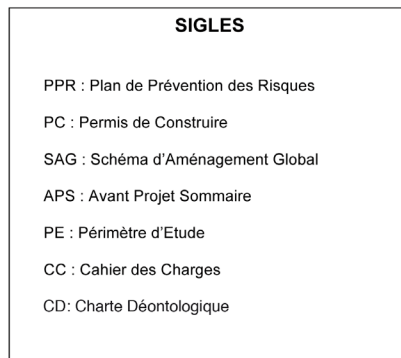 SIGLES
PPR : Plan de Prévention des Risques
PC : Permis de Construire
SAG : Schéma d'Aménagement Global
APS : Avant Projet Sommaire
PE : Périmètre d'Etude
CC : Cahier des Charges
CD: Charte Déontologique